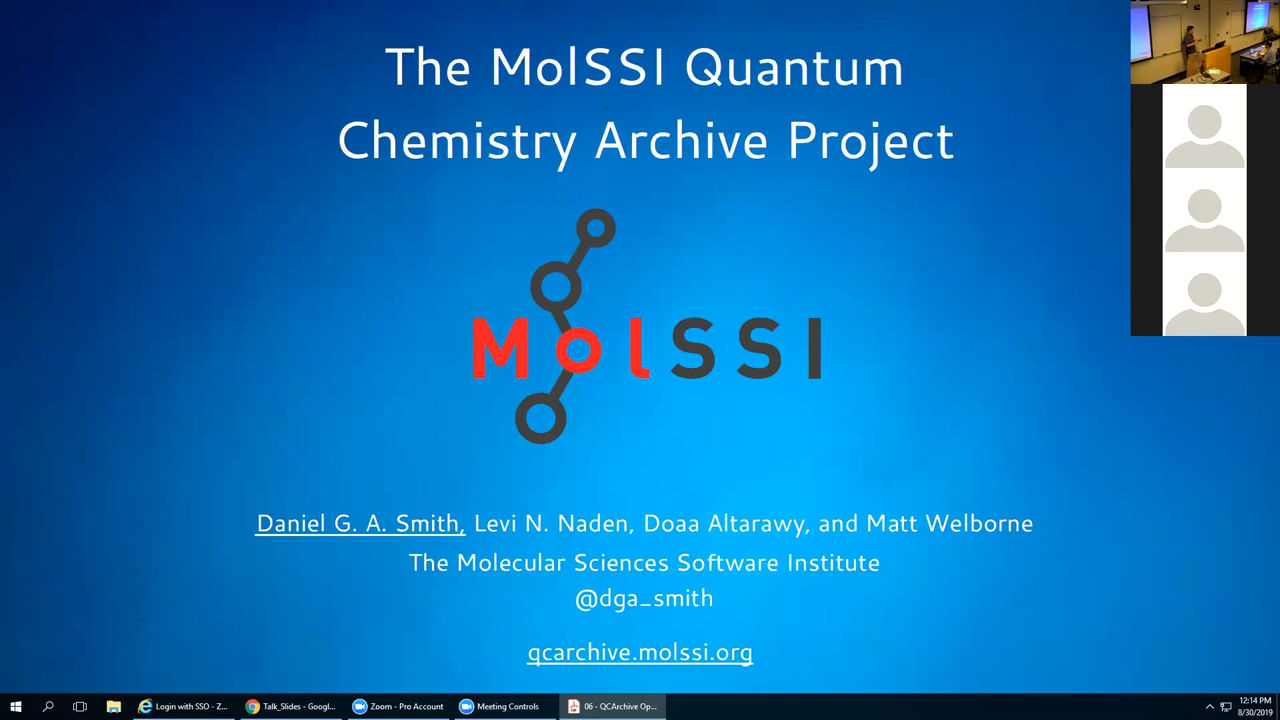 The MolSSI Quantum
Chemistry Archive Project
MolSSI
Daniel G. A. Smith, Levi N. Naden, Doaa Altarawy, and Matt Welborne
The Molecular Sciences Software Institute
@dga_smith
qcarchive.molssi.org
Login with SSO - Z...
Talk_Slides - Googl...
Zoom - Pro Account
Meeting Controls
06 - QCArchive Op...
12:14 PM
8/30/2019